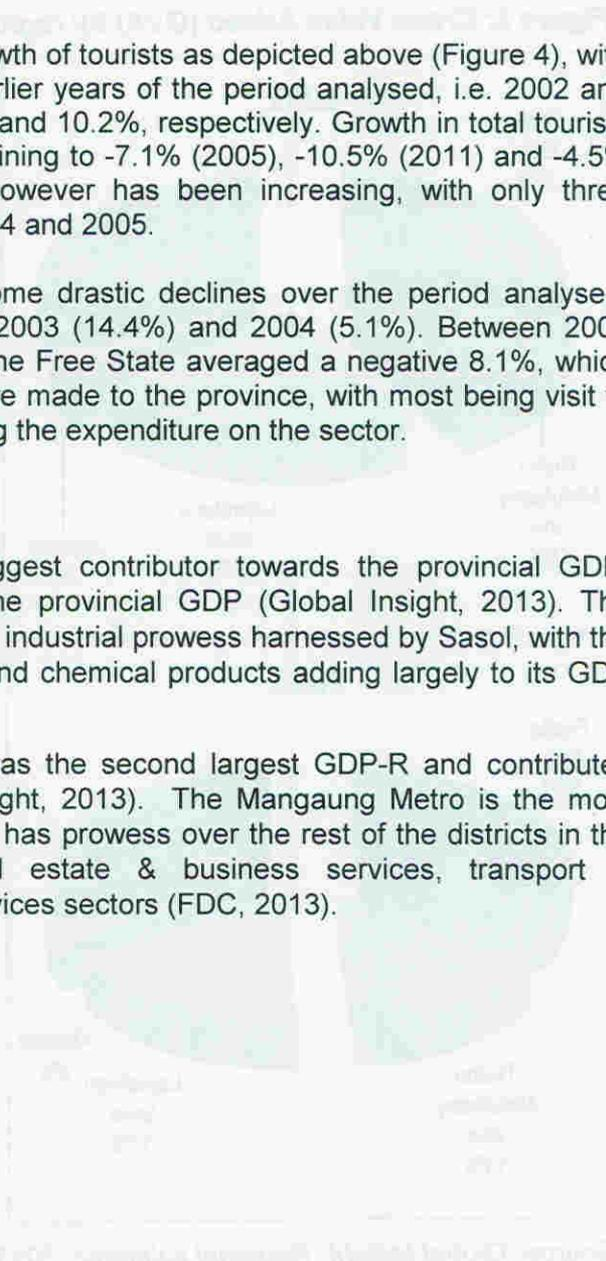 wth of tourists as depicted above (Figure 4), wit
rlier years of the period analysed, i.e. 2002 an
and 10.2%, respectively. Growth in total touris
ining to -7.1% (2005), -10.5% (2011) and -4.5%
owever has been increasing, with only thre
4 and 2005.
ome drastic declines over the period analyse
2003 (14.4%) and 2004 (5.1%). Between 200
ne Free State averaged a negative 8.1%, whic
e made to the province, with most being visit
g the expenditure on the sector.
ggest contributor towards the provincial GDP
ne provincial GDP (Global Insight, 2013). Th
industrial prowess harnessed by Sasol, with th
nd chemical products adding largely to its GD
as the second largest GDP-R and contribute
ght, 2013). The Mangaung Metro is the mo
has prowess over the rest of the districts in th
l estate & business services, transport
vices sectors (FDC, 2013).